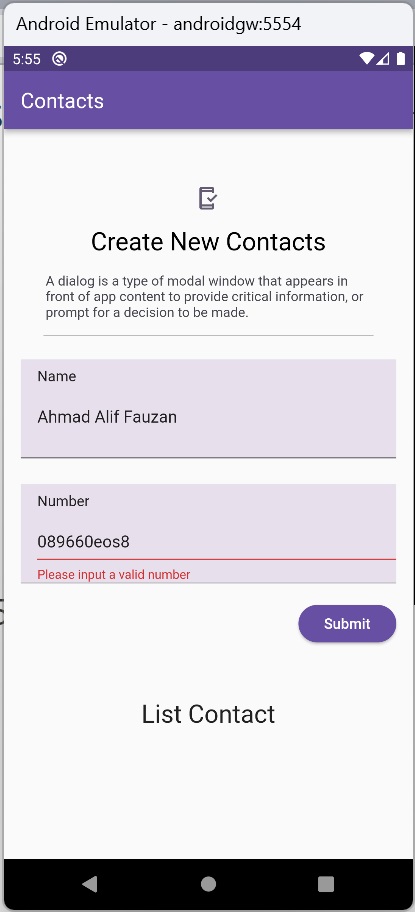 Android Emulator - androidgw:5554
5:55
Contacts
Create New Contacts
A dialog is a type of modal window that appears in
front of app content to provide critical information, or
prompt for a decision to be made.
Name
Ahmad Alif Fauzan
Number
089660eos8
Please input a valid number
Submit
List Contact